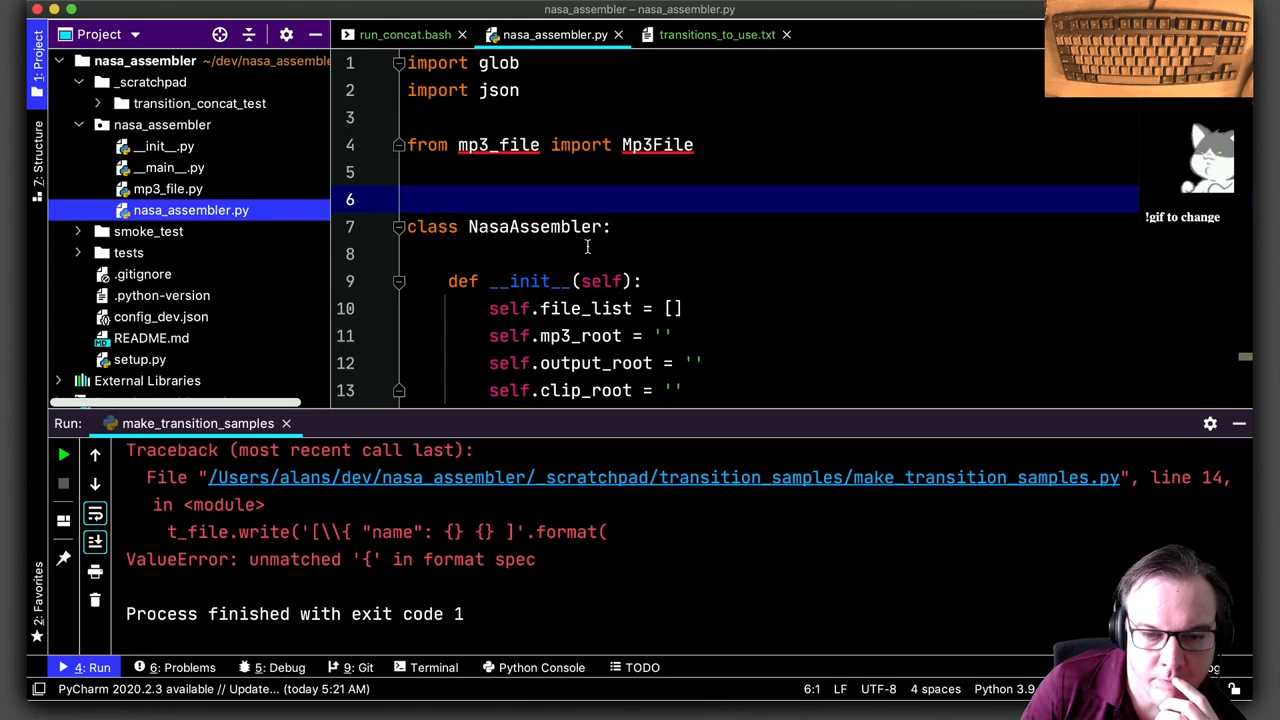 nasa_assembler – nasa_assembler.py
Project
run_concat.bash
nasa_assembler.py
transitions_to_use.txt
1: Project
7: Structure
2: Favorites
nasa_assembler ~/dev/nasa_assemble
_scratchpad
transition_concat_test
nasa_assembler
__init__.py
__main__.py
mp3_file.py
nasa_assembler.py
smoke_test
tests
.gitignore
.python-version
config_dev.json
README.md
setup.py
External Libraries
1 import glob
2 import json
3
4 from mp3_file import Mp3File
5
6
7 class NasaAssembler:
8
9 def __init__(self):
10 self.file_list = []
11 self.mp3_root = ''
12 self.output_root = ''
13 self.clip_root = ''
!gif to change
Run: make_transition_samples
Traceback (most recent call last):
File "/Users/alans/dev/nasa_assembler/_scratchpad/transition_samples/make_transition_samples.py", line 14,
in <module>
t_file.write('[\\{ "name": {} {} ]'.format(
ValueError: unmatched '{' in format spec
Process finished with exit code 1
4: Run
6: Problems
5: Debug
9: Git
Terminal
Python Console
TODO
PyCharm 2020.2.3 available // Update... (today 5:21 AM)
6:1 LF UTF-8 4 spaces Python 3.9